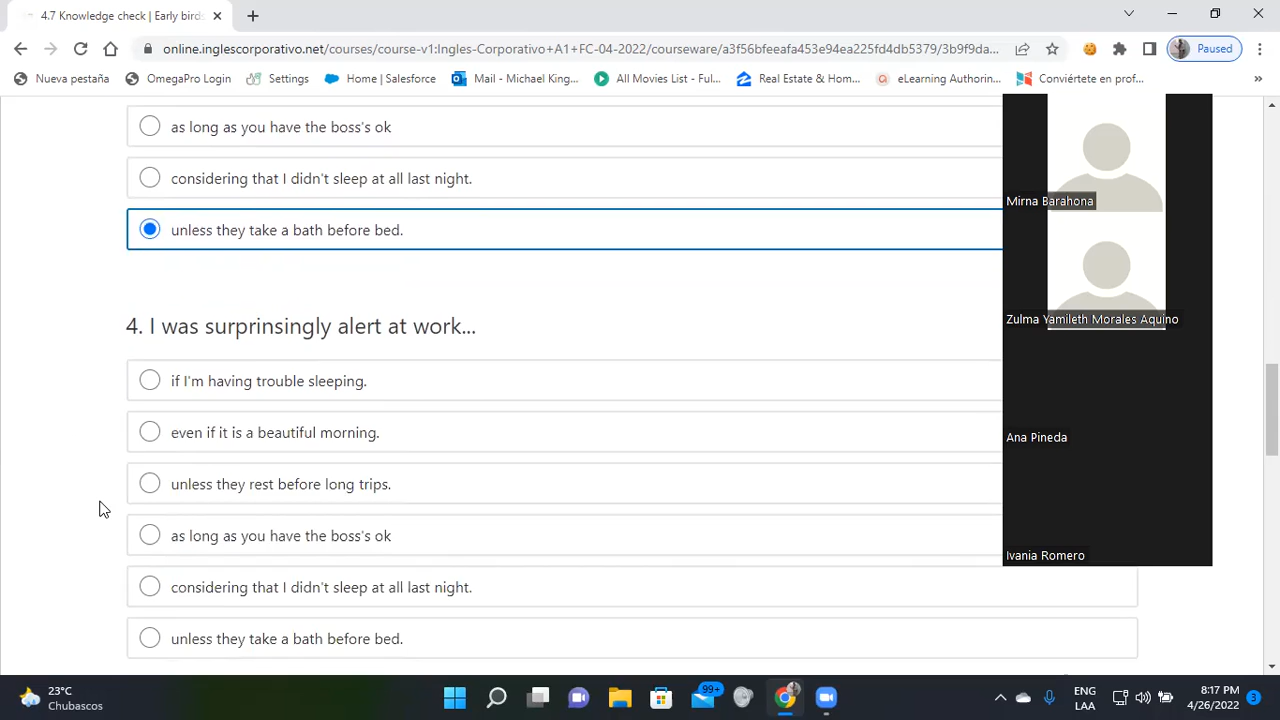 4.7 Knowledge check | Early birds
online.inglescorporativo.net/courses/course-v1:Ingles-Corporativo+A1+FC-04-2022/courseware/a3f56bfeeafa453e94ea225fd4db5379/3b9f9da...
Paused
Nueva pestaña
OmegaPro Login
Settings
Home | Salesforce
Mail - Michael King...
All Movies List - Ful...
Real Estate & Hom...
eLearning Authorin...
Conviértete en prof...
»
as long as you have the boss's ok
considering that I didn't sleep at all last night.
unless they take a bath before bed.
4. I was surprinsingly alert at work...
if I'm having trouble sleeping.
even if it is a beautiful morning.
unless they rest before long trips.
as long as you have the boss's ok
considering that I didn't sleep at all last night.
unless they take a bath before bed.
Mirna Barahona
Zulma Yamileth Morales Aquino
Ana Pineda
Ivania Romero
23°C
Chubascos
99+
ENG
LAA
8:17 PM
4/26/2022
3